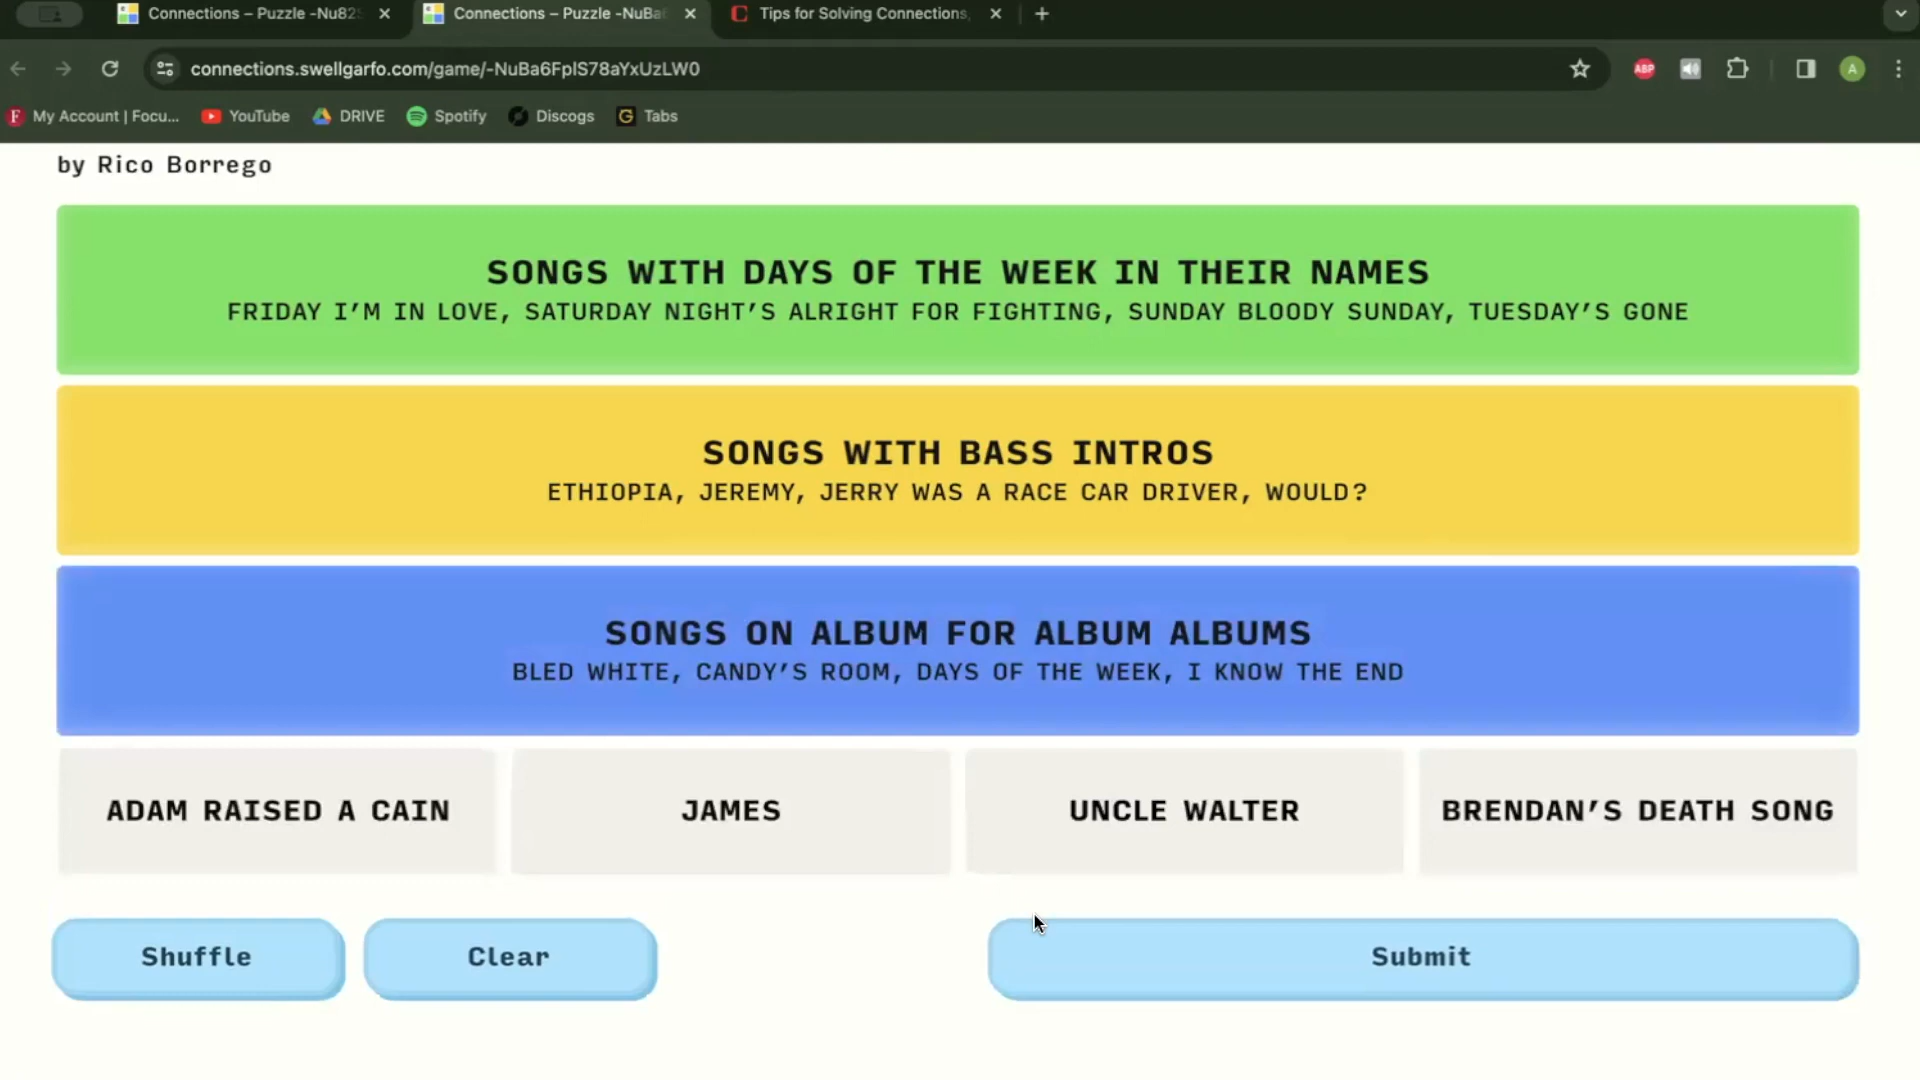 Connections – Puzzle -Nu82
Connections – Puzzle -NuBa
Tips for Solving Connections,
connections.swellgarfo.com/game/-NuBa6FplS78aYxUzLW0
ABP
A
My Account | Focu...
YouTube
DRIVE
Spotify
Discogs
Tabs
by Rico Borrego
SONGS WITH DAYS OF THE WEEK IN THEIR NAMES
FRIDAY I’M IN LOVE, SATURDAY NIGHT’S ALRIGHT FOR FIGHTING, SUNDAY BLOODY SUNDAY, TUESDAY’S GONE
SONGS WITH BASS INTROS
ETHIOPIA, JEREMY, JERRY WAS A RACE CAR DRIVER, WOULD?
SONGS ON ALBUM FOR ALBUM ALBUMS
BLED WHITE, CANDY’S ROOM, DAYS OF THE WEEK, I KNOW THE END
ADAM RAISED A CAIN
JAMES
UNCLE WALTER
BRENDAN’S DEATH SONG
Shuffle
Clear
Submit